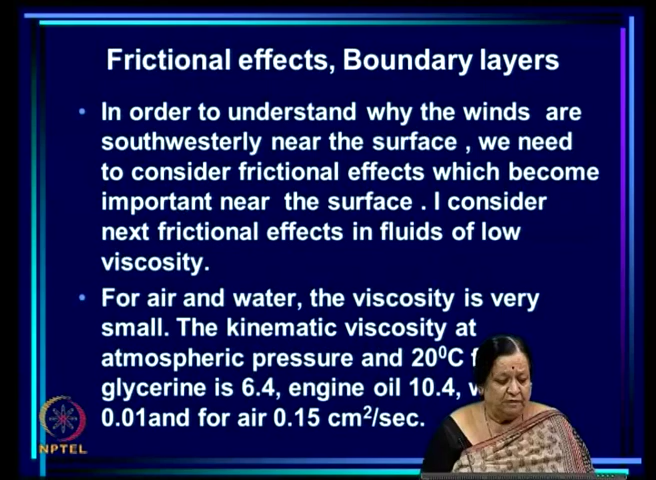 Frictional effects, Boundary layers
• In order to understand why the winds are
southwesterly near the surface , we need
to consider frictional effects which become
important near the surface . I consider
next frictional effects in fluids of low
viscosity.
• For air and water, the viscosity is very
small. The kinematic viscosity at
atmospheric pressure and 20⁰C
glycerine is 6.4, engine oil 10.4,
0.01and for air 0.15 cm²/sec.
NPTEL